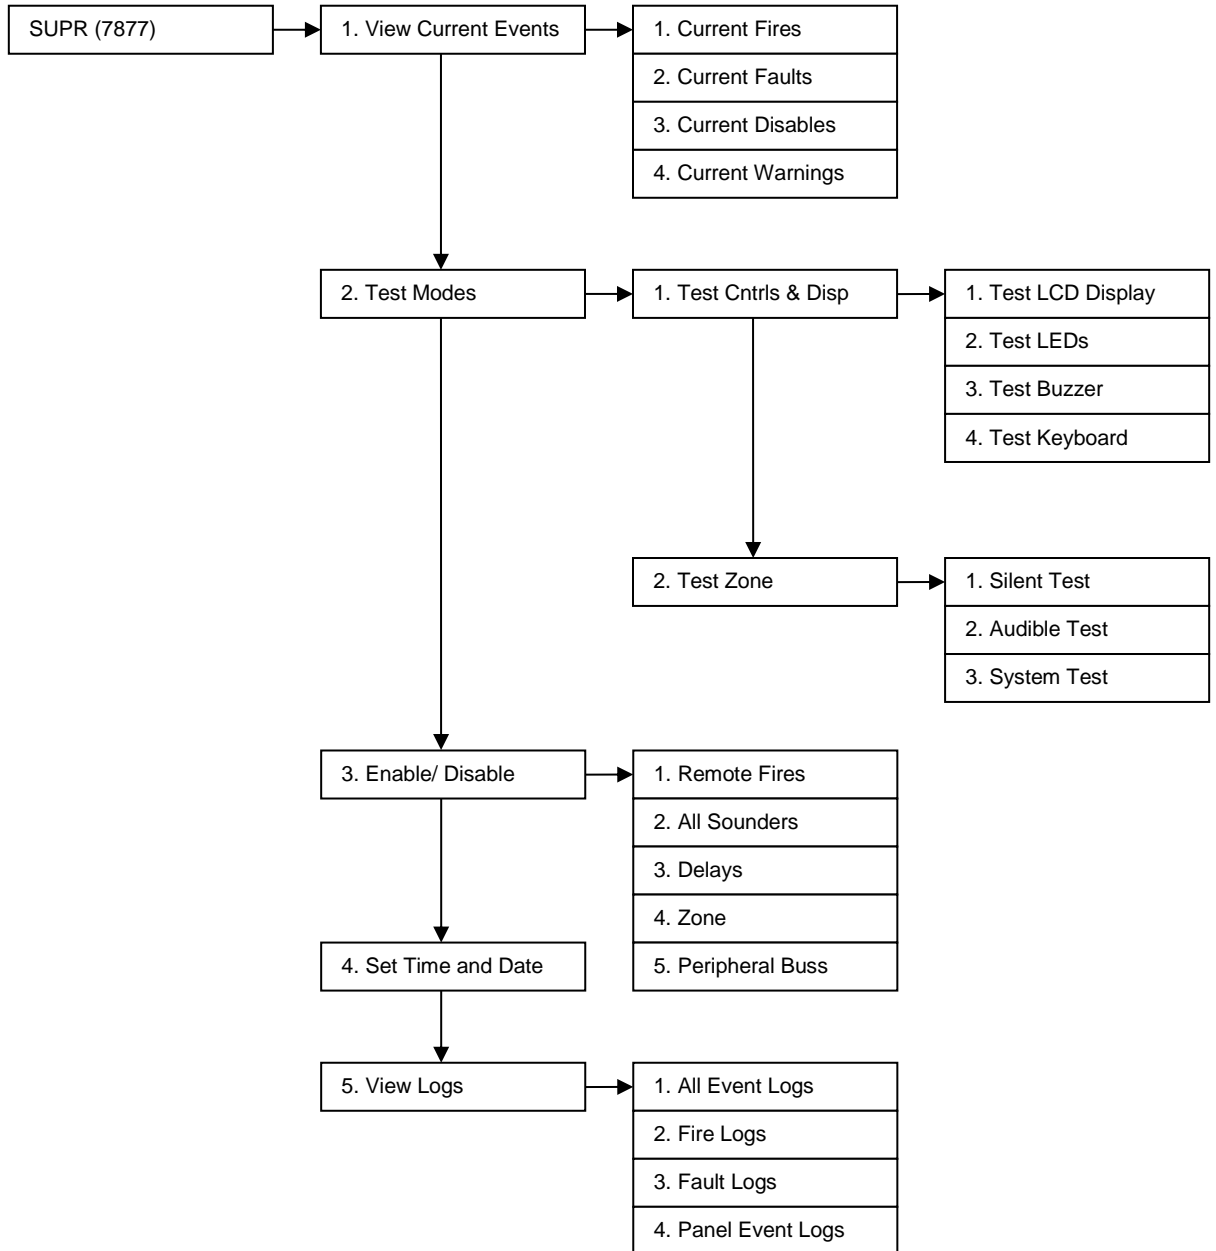 SUPR (7877)
1. View Current Events
1. Current Fires
2. Current Faults
3. Current Disables
4. Current Warnings
2. Test Modes
1. Test Cntrls & Disp
1. Test LCD Display
2. Test LEDs
3. Test Buzzer
4. Test Keyboard
2. Test Zone
1. Silent Test
2. Audible Test
3. System Test
3. Enable/ Disable
1. Remote Fires
2. All Sounders
3. Delays
4. Zone
5. Peripheral Buss
4. Set Time and Date
5. View Logs
1. All Event Logs
2. Fire Logs
3. Fault Logs
4. Panel Event Logs